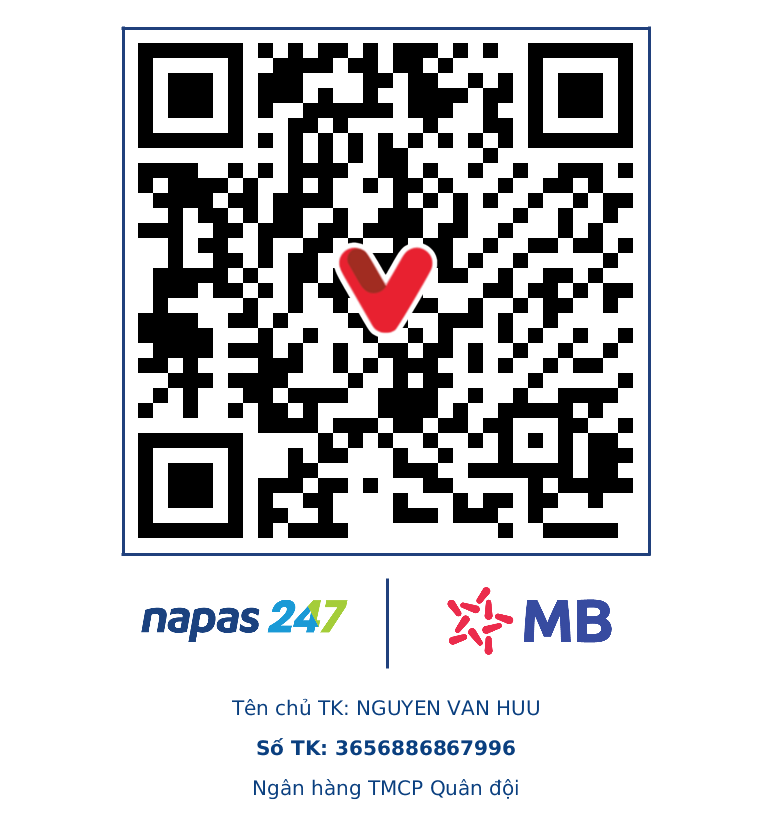 napas 247
MB
Tên chủ TK: NGUYEN VAN HUU
Số TK: 3656886867996
Ngân hàng TMCP Quân đội